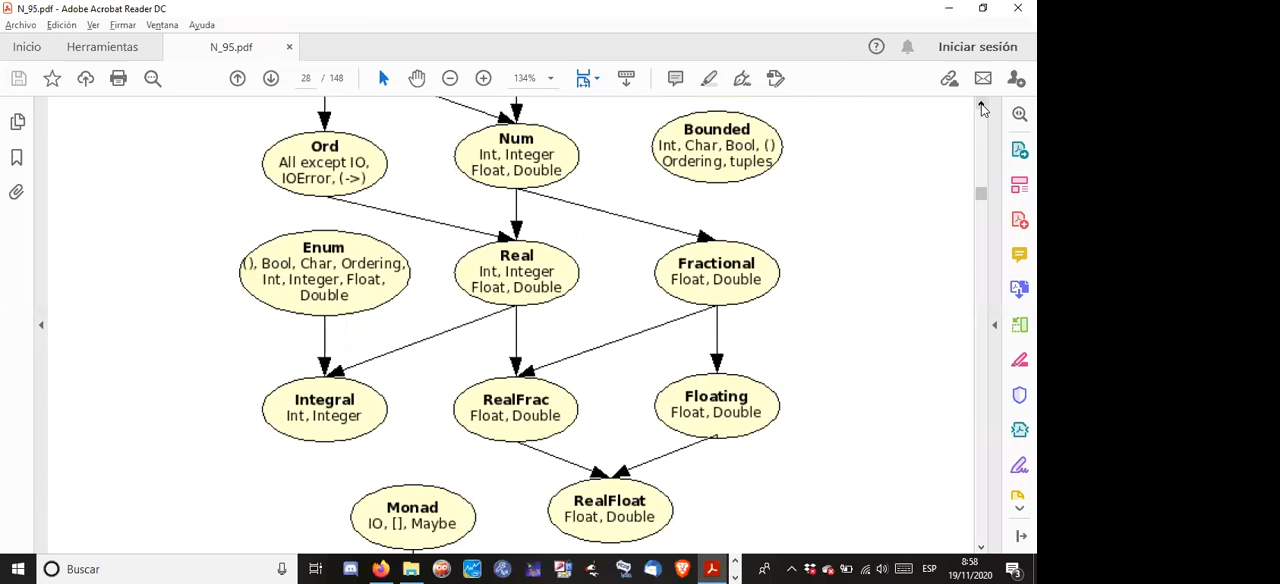 N_95.pdf - Adobe Acrobat Reader DC
Archivo Edición Ver Firmar Ventana Ayuda
Inicio Herramientas N_95.pdf × Iniciar sesión
28 / 148 134%
Ord
All except IO,
IOError, (->)
Num
Int, Integer
Float, Double
Bounded
Int, Char, Bool, ()
Ordering, tuples
Enum
(), Bool, Char, Ordering,
Int, Integer, Float,
Double
Real
Int, Integer
Float, Double
Fractional
Float, Double
Integral
Int, Integer
RealFrac
Float, Double
Floating
Float, Double
Monad
IO, [], Maybe
RealFloat
Float, Double
Buscar
ESP
8:58
19/11/2020
3